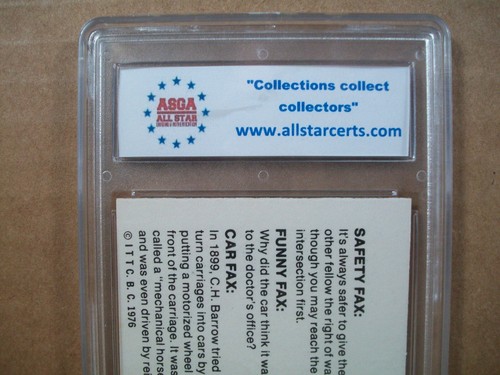 ASGA
ALL STAR
"Collections collect
collectors"
www.allstarcerts.com
SAFETY FAX:
It's always safer to give the
other fellow the right of wa
though you may reach the
intersection first.
FUNNY FAX:
Why did the car think it wa
to the doctor's office?
CAR FAX:
In 1899, C.H. Barrow tried
turn carriages into cars by
putting a motorized wheel
front of the carriage. It was
called a "mechanical horse
and was even driven by rei
© I T T C. B. C. 1976